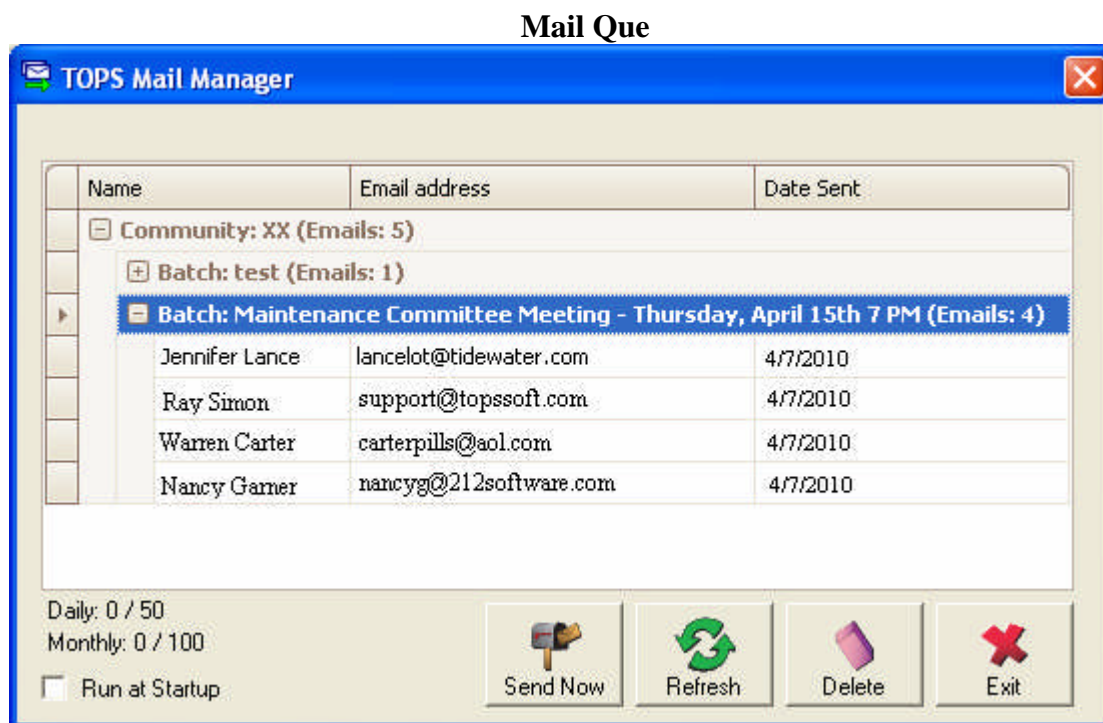 Mail Que
TOPS Mail Manager
Name Email address Date Sent
Community: XX (Emails: 5)
Batch: test (Emails: 1)
Batch: Maintenance Committee Meeting - Thursday, April 15th 7 PM (Emails: 4)
Jennifer Lance lancelot@tidewater.com 4/7/2010
Ray Simon support@topssoft.com 4/7/2010
Warren Carter carterpills@aol.com 4/7/2010
Nancy Garner nancyg@212software.com 4/7/2010
Daily: 0 / 50
Monthly: 0 / 100
Run at Startup
Send Now Refresh Delete Exit